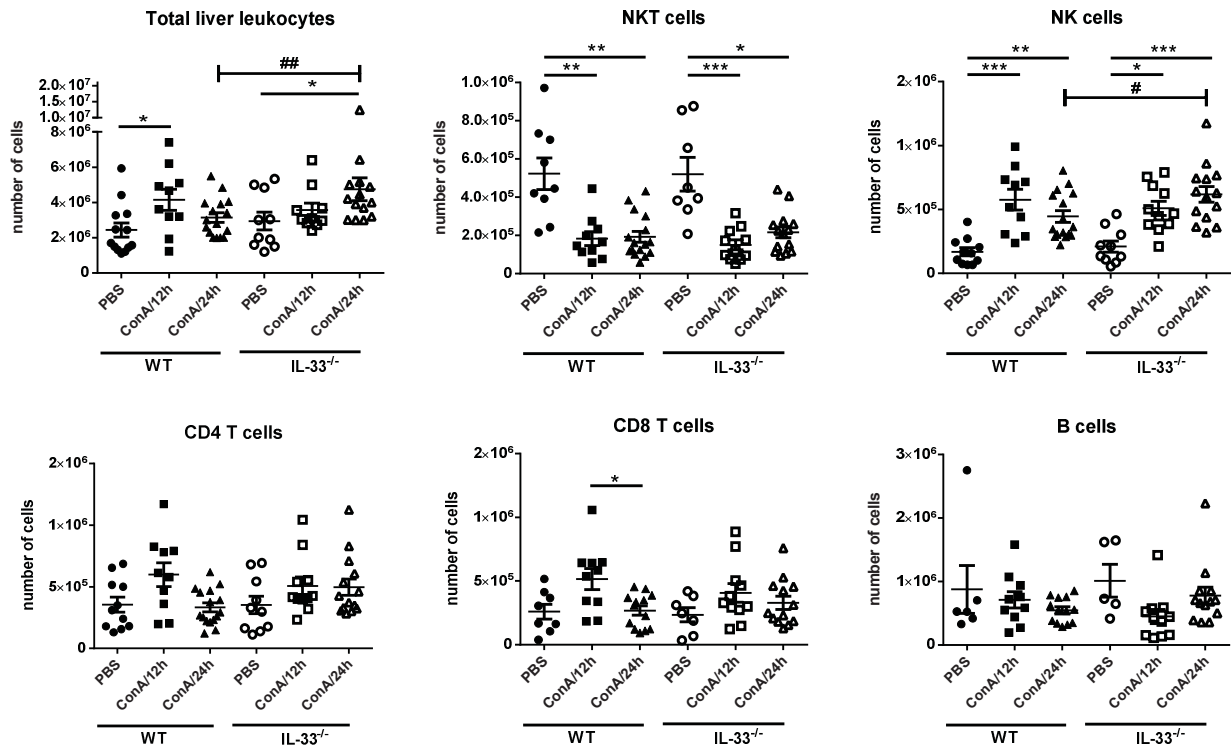 Total liver leukocytes
##
*
*
2.0×10⁷
1.5×10⁷
1.0×10⁷
8×10⁶
6×10⁶
4×10⁶
2×10⁶
0
number of cells
PBS
ConA/12h
ConA/24h
PBS
ConA/12h
ConA/24h
WT
IL-33⁻/⁻
NKT cells
**
*
**
***
1.0×10⁶
8.0×10⁵
6.0×10⁵
4.0×10⁵
2.0×10⁵
0
number of cells
PBS
ConA/12h
ConA/24h
PBS
ConA/12h
ConA/24h
WT
IL-33⁻/⁻
NK cells
**
***
***
*
#
2×10⁶
1×10⁶
5×10⁵
0
number of cells
PBS
ConA/12h
ConA/24h
PBS
ConA/12h
ConA/24h
WT
IL-33⁻/⁻
CD4 T cells
2×10⁶
1×10⁶
5×10⁵
0
number of cells
PBS
ConA/12h
ConA/24h
PBS
ConA/12h
ConA/24h
WT
IL-33⁻/⁻
CD8 T cells
*
2×10⁶
1×10⁶
5×10⁵
0
number of cells
PBS
ConA/12h
ConA/24h
PBS
ConA/12h
ConA/24h
WT
IL-33⁻/⁻
B cells
3×10⁶
2×10⁶
1×10⁶
0
number of cells
PBS
ConA/12h
ConA/24h
PBS
ConA/12h
ConA/24h
WT
IL-33⁻/⁻